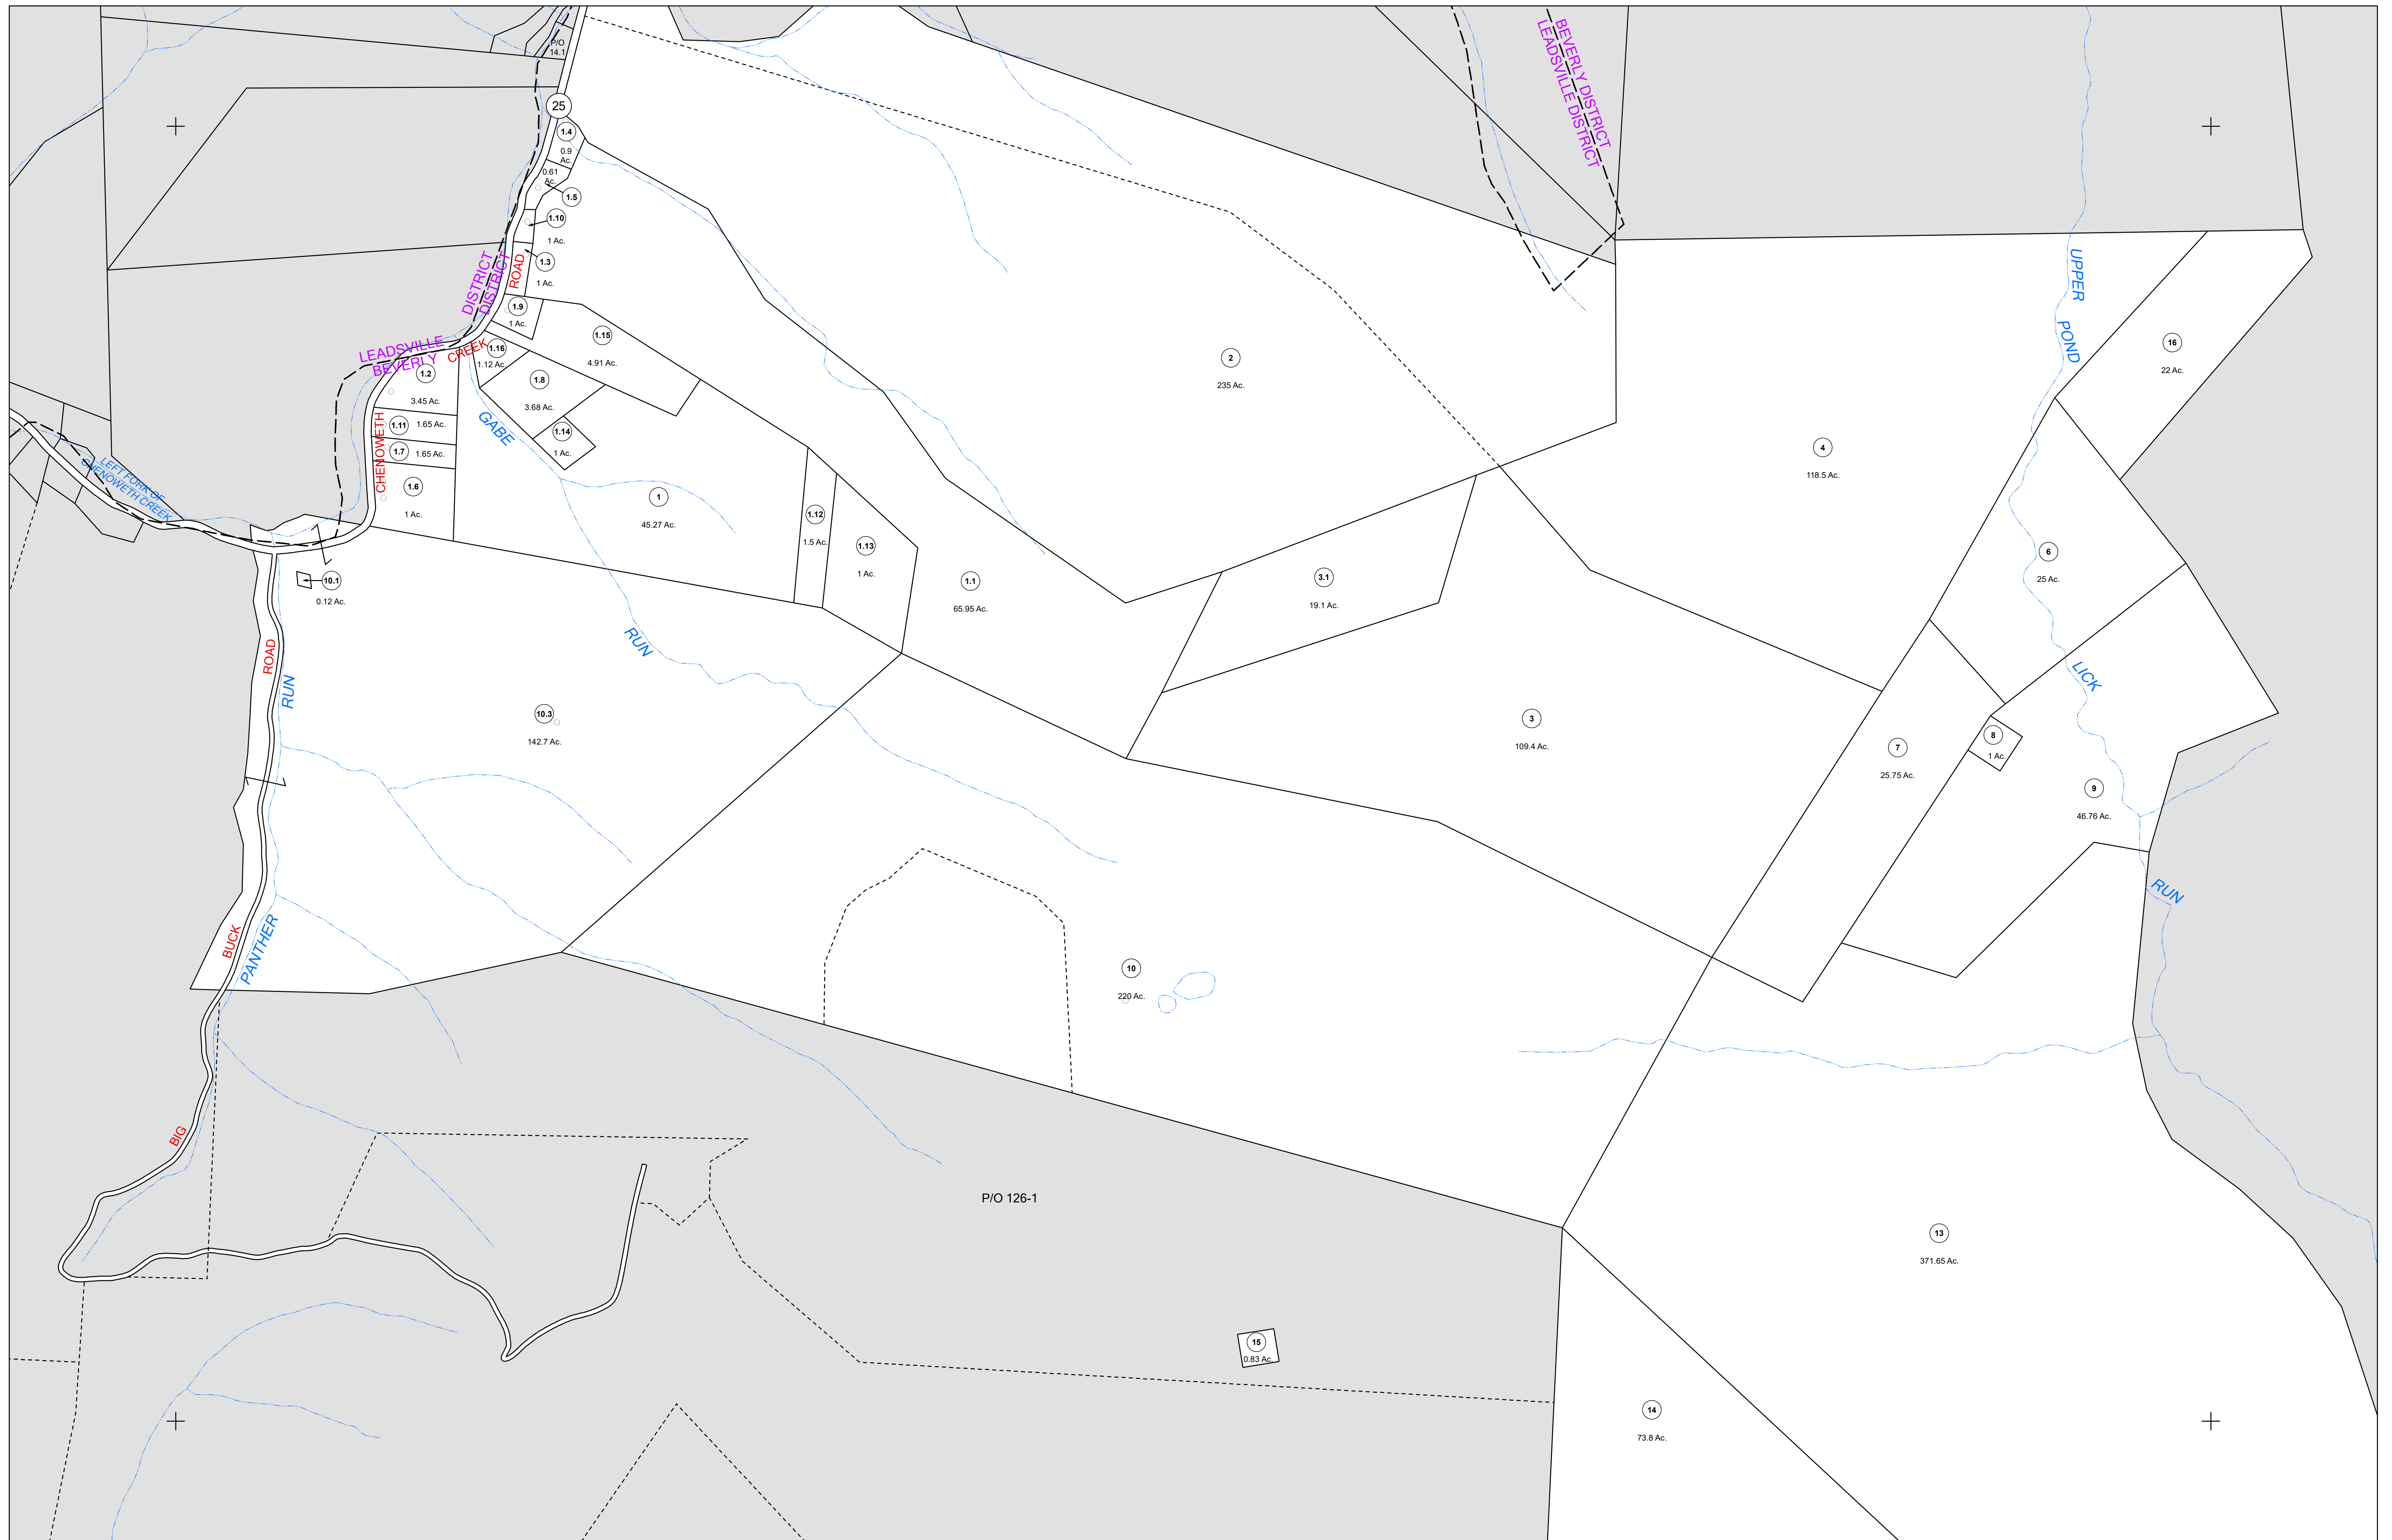 P/O
14.1
25
BEVERLY DISTRICT
LEADSVILLE DISTRICT
1.4
0.9
Ac.
0.61
Ac.
1.5
1.10
1 Ac.
1.3
1 Ac.
DISTRICT
DISTRICT
ROAD
1.9
1 Ac.
1.15
4.91 Ac.
LEADSVILLE
BEVERLY
CREEK
1.16
1.12 Ac.
1.2
3.45 Ac.
1.8
3.68 Ac.
1.11
1.65 Ac.
1.7
1.65 Ac.
1.14
1 Ac.
CHENOWETH
GABE
1.6
1 Ac.
LEFT FORK OF
CHENOWETH CREEK
1
45.27 Ac.
1.12
1.5 Ac.
1.13
1 Ac.
1.1
65.95 Ac.
2
235 Ac.
UPPER
POND
16
22 Ac.
4
118.5 Ac.
6
25 Ac.
3.1
19.1 Ac.
10.1
0.12 Ac.
ROAD
RUN
RUN
10.3
142.7 Ac.
3
109.4 Ac.
LICK
7
25.75 Ac.
8
1 Ac.
9
46.76 Ac.
RUN
BUCK
PANTHER
10
220 Ac.
BIG
P/O 126-1
13
371.65 Ac.
15
0.83 Ac.
14
73.8 Ac.